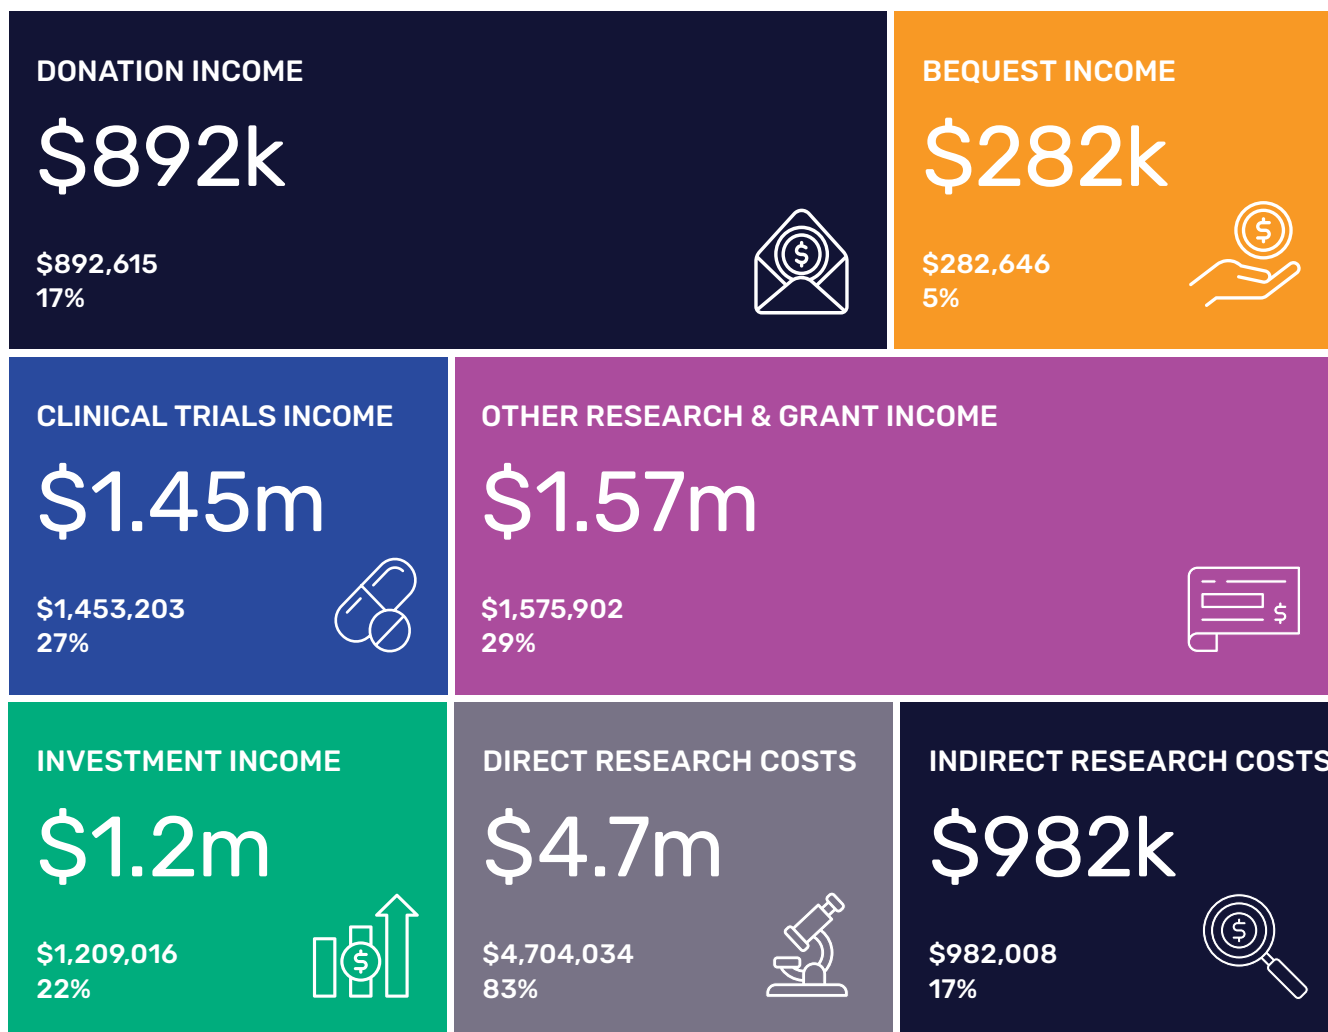 DONATION INCOME
$892k
$892,615
17%
BEQUEST INCOME
$282k
$282,646
5%
CLINICAL TRIALS INCOME
$1.45m
$1,453,203
27%
OTHER RESEARCH & GRANT INCOME
$1.57m
$1,575,902
29%
INVESTMENT INCOME
$1.2m
$1,209,016
22%
DIRECT RESEARCH COSTS
$4.7m
$4,704,034
83%
INDIRECT RESEARCH COSTS
$982k
$982,008
17%